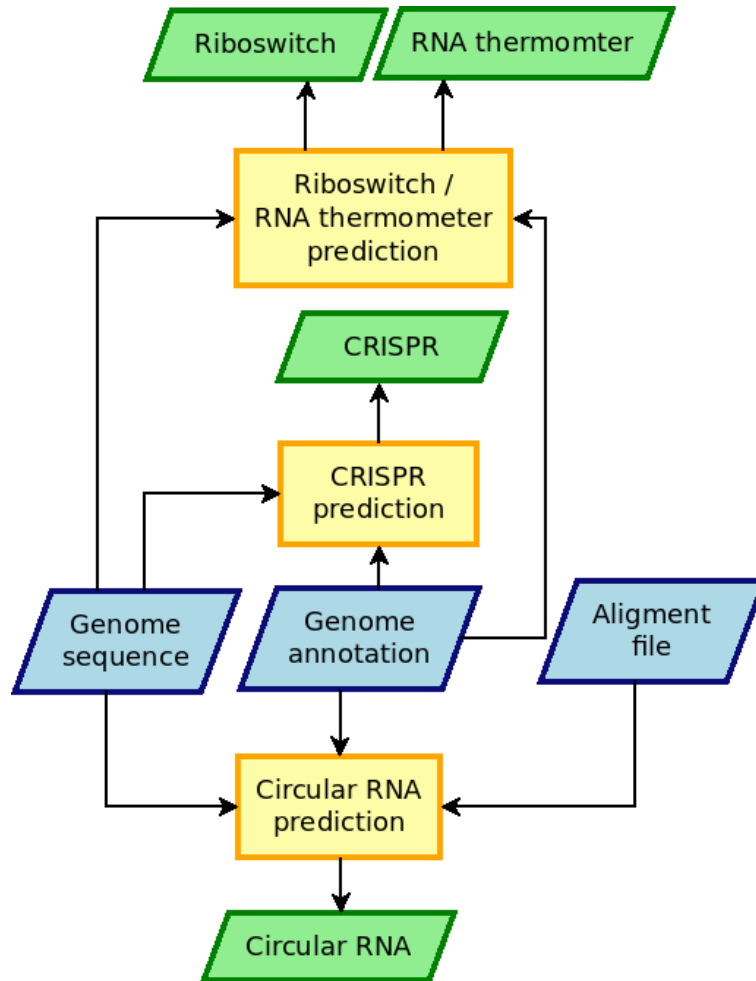 Riboswitch
RNA thermomter
Riboswitch /
RNA thermometer
prediction
CRISPR
CRISPR
prediction
Genome
sequence
Genome
annotation
Aligment
file
Circular RNA
prediction
Circular RNA